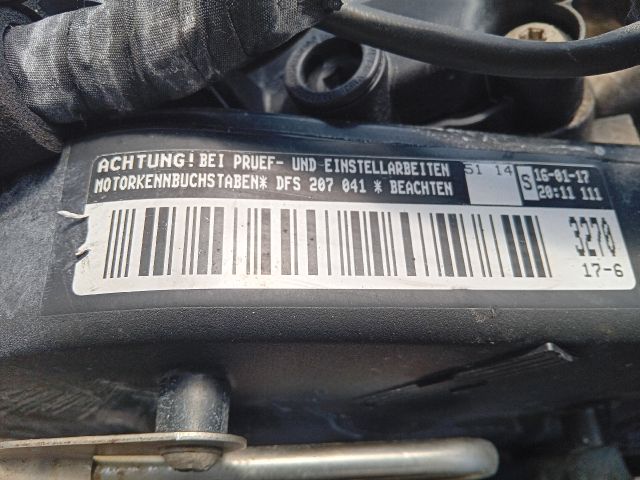 ACHTUNG! BEI PRUEF- UND EINSTELLARBEITEN
MOTORKENNBUCHSTABEN* DFS 207 041 * BEACHTEN
51 14
S
16-01-17
20:11 111
3270
17-6